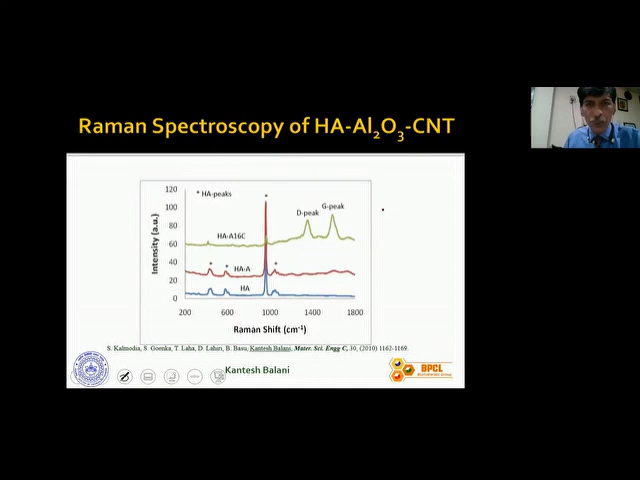 Raman Spectroscopy of HA-Al2O3-CNT
* HA-peaks
Intensity (a.u.)
120
100
80
60
40
20
0
200
600
1000
1400
1800
Raman Shift (cm-1)
*
D-peak
G-peak
HA-A16C
*
*
HA-A
*
HA
S. Kalmodia, S. Goenka, T. Laha, D. Lahiri, B. Basu, Kantesh Balani, Mater. Sci. Engg C, 30, (2010) 1162-1169.
Kantesh Balani
BPCL